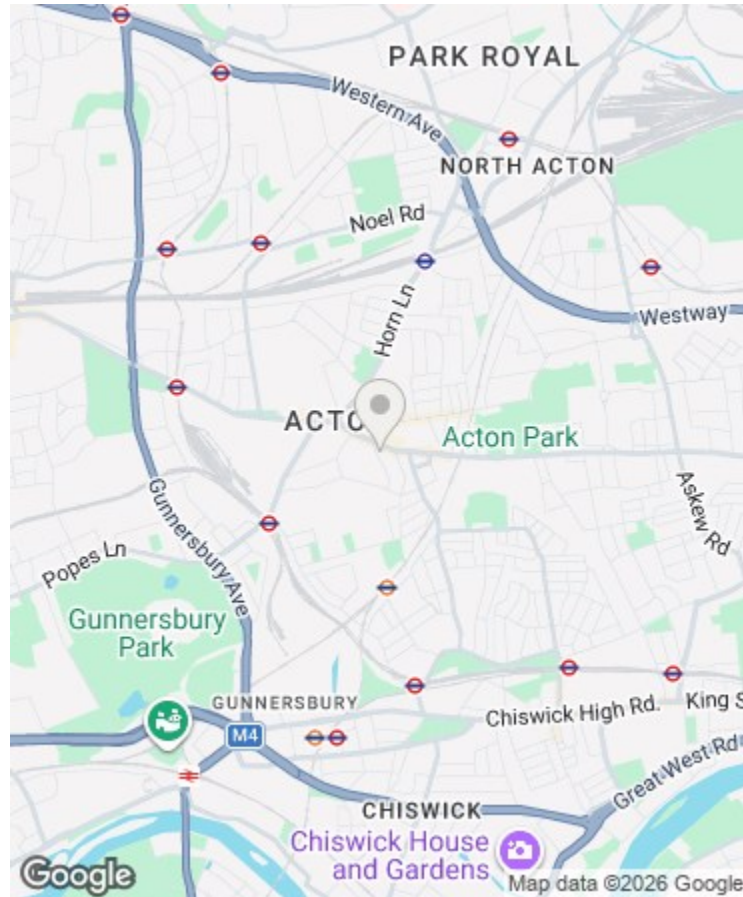 PARK ROYAL
Western Ave
NORTH ACTON
Noel Rd
Horn Ln
Westway
ACTO
Acton Park
Askew Rd
Gunnersbury Ave
Popes Ln
Gunnersbury
Park
GUNNERSBURY
Chiswick High Rd.
King S
M4
Great West Rd
CHISWICK
Chiswick House
and Gardens
Google
Map data ©2026 Google